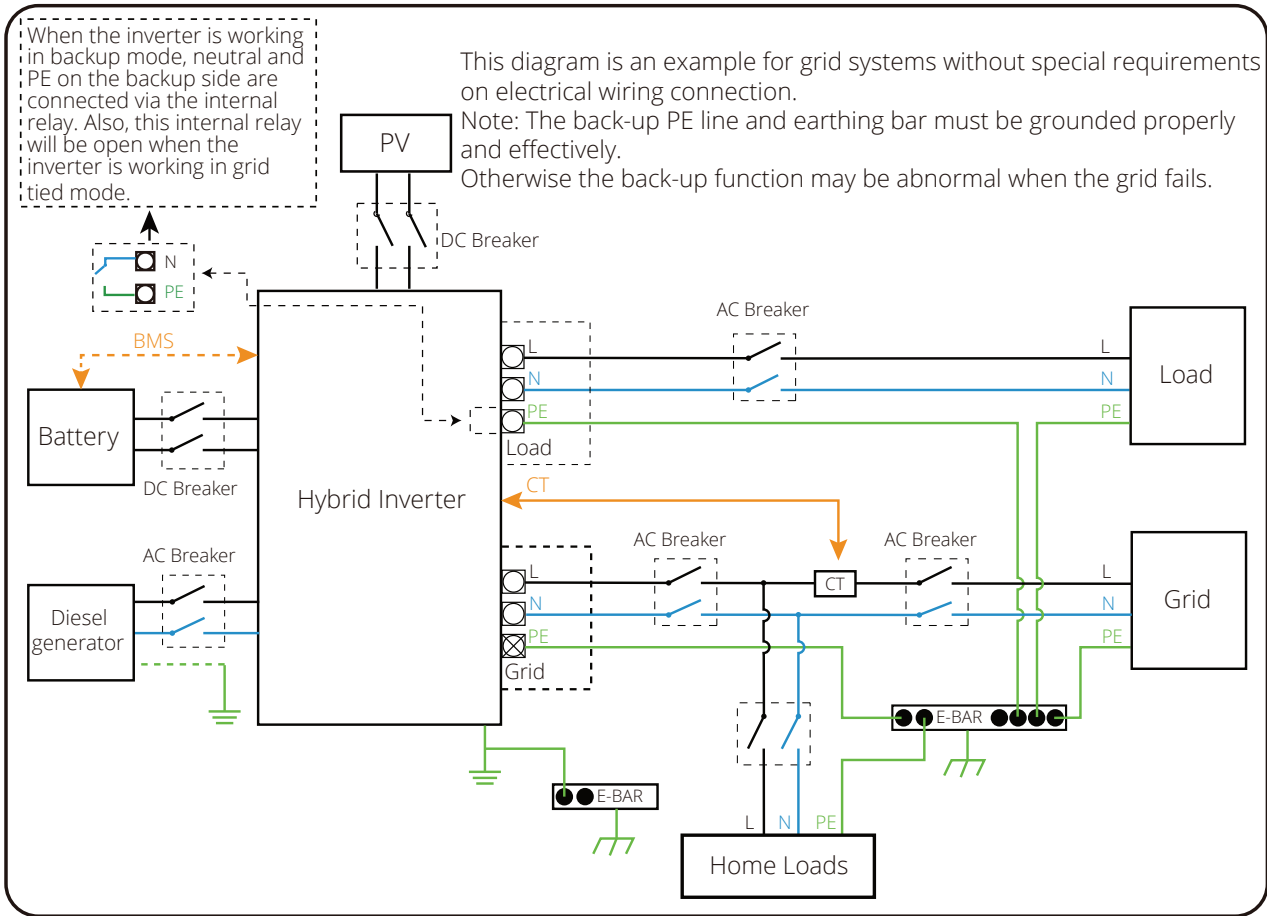 When the inverter is working
in backup mode, neutral and
PE on the backup side are
connected via the internal
relay. Also, this internal relay
will be open when the
inverter is working in grid
tied mode.
This diagram is an example for grid systems without special requirements
on electrical wiring connection.
Note: The back-up PE line and earthing bar must be grounded properly
and effectively.
Otherwise the back-up function may be abnormal when the grid fails.
PV
DC Breaker
N
PE
BMS
Battery
DC Breaker
AC Breaker
Diesel
generator
Hybrid Inverter
L
N
PE
Load
AC Breaker
L
N
PE
Load
CT
L
N
PE
Grid
AC Breaker
CT
AC Breaker
L
N
PE
Grid
E-BAR
E-BAR
L
N
PE
Home Loads